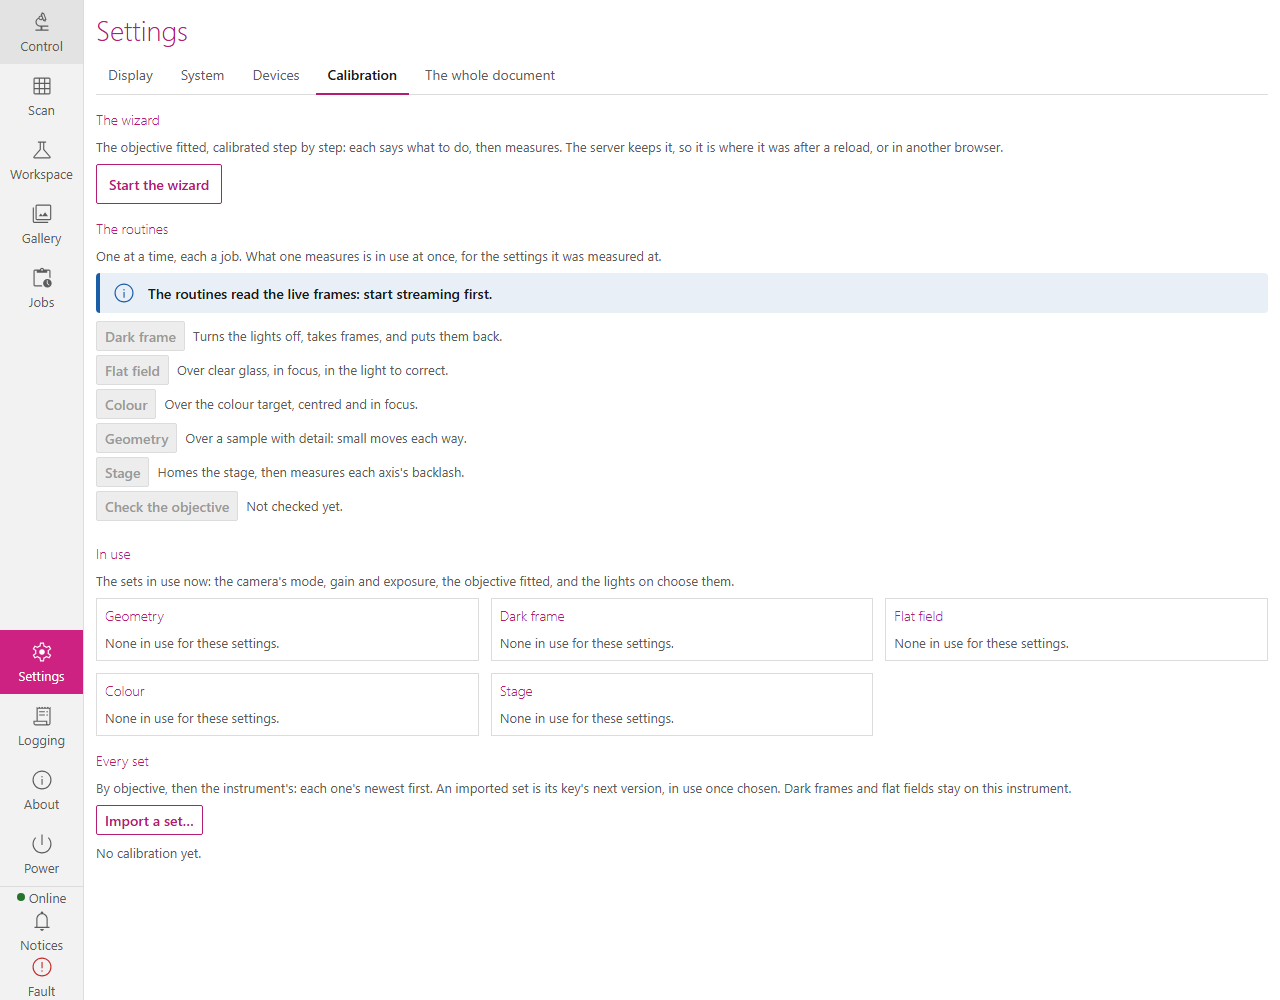 Control
Scan
Workspace
Gallery
Jobs
Settings
Logging
About
Power
Online
Notices
Fault
Settings
Display
System
Devices
Calibration
The whole document
The wizard
The objective fitted, calibrated step by step: each says what to do, then measures. The server keeps it, so it is where it was after a reload, or in another browser.
Start the wizard
The routines
One at a time, each a job. What one measures is in use at once, for the settings it was measured at.
The routines read the live frames: start streaming first.
Dark frame Turns the lights off, takes frames, and puts them back.
Flat field Over clear glass, in focus, in the light to correct.
Colour Over the colour target, centred and in focus.
Geometry Over a sample with detail: small moves each way.
Stage Homes the stage, then measures each axis's backlash.
Check the objective Not checked yet.
In use
The sets in use now: the camera's mode, gain and exposure, the objective fitted, and the lights on choose them.
Geometry
None in use for these settings.
Dark frame
None in use for these settings.
Flat field
None in use for these settings.
Colour
None in use for these settings.
Stage
None in use for these settings.
Every set
By objective, then the instrument's: each one's newest first. An imported set is its key's next version, in use once chosen. Dark frames and flat fields stay on this instrument.
Import a set...
No calibration yet.